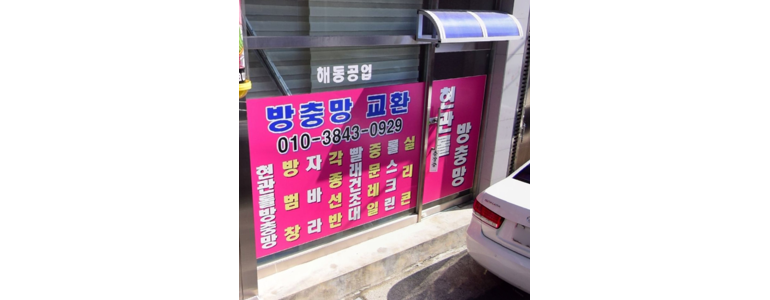 해동공업
방충망 교환
010-3843-0929
현관롤방충망
방범창
자바라
각종선반
빨래건조대
중문레일
롤스크린
실리콘
현관롤
방충망